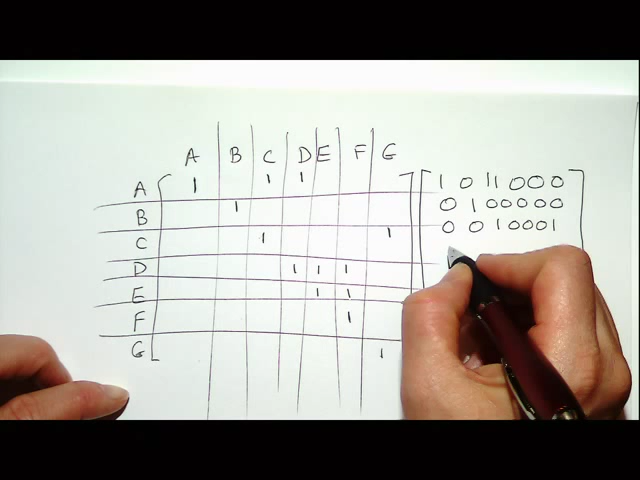 A B C D E F G
A 1 1 1
B 1
C 1 1
D 1 1 1
E 1 1
F 1
G 1
1 0 1 1 0 0 0
0 1 0 0 0 0 0
0 0 1 0 0 0 1